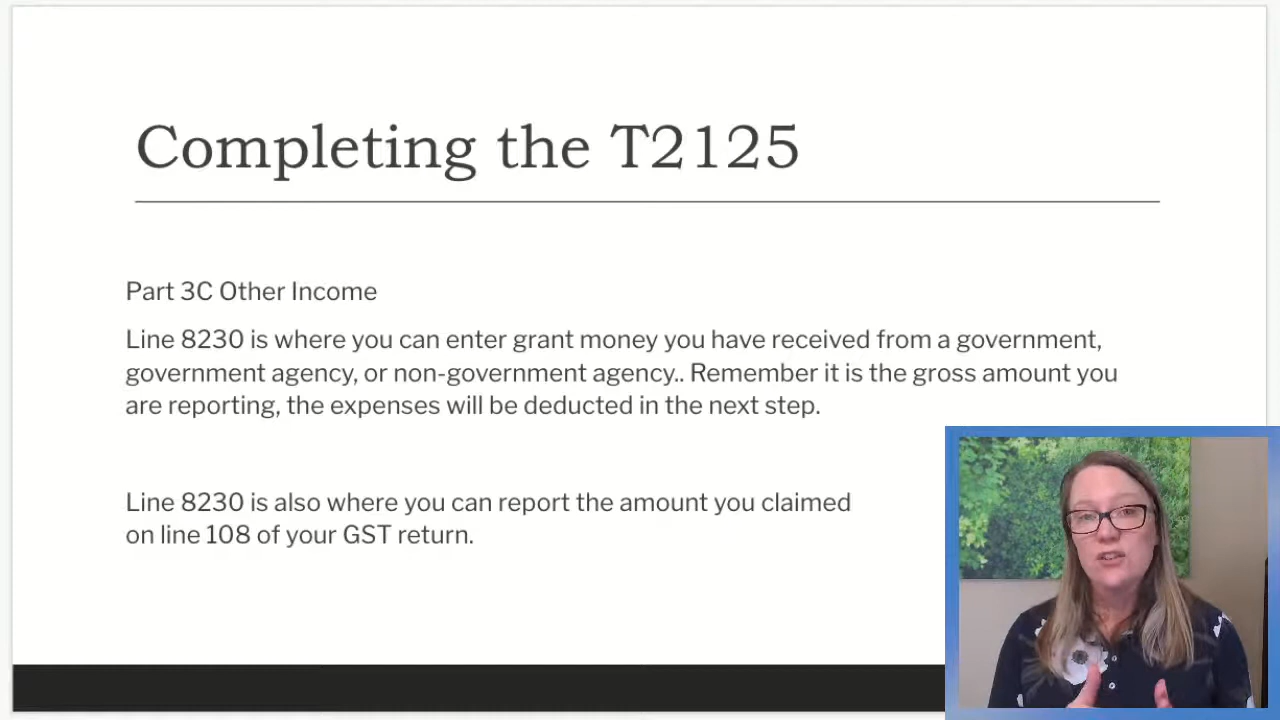 Completing the T2125
Part 3C Other Income
Line 8230 is where you can enter grant money you have received from a government,
government agency, or non-government agency.. Remember it is the gross amount you
are reporting, the expenses will be deducted in the next step.
Line 8230 is also where you can report the amount you claimed
on line 108 of your GST return.